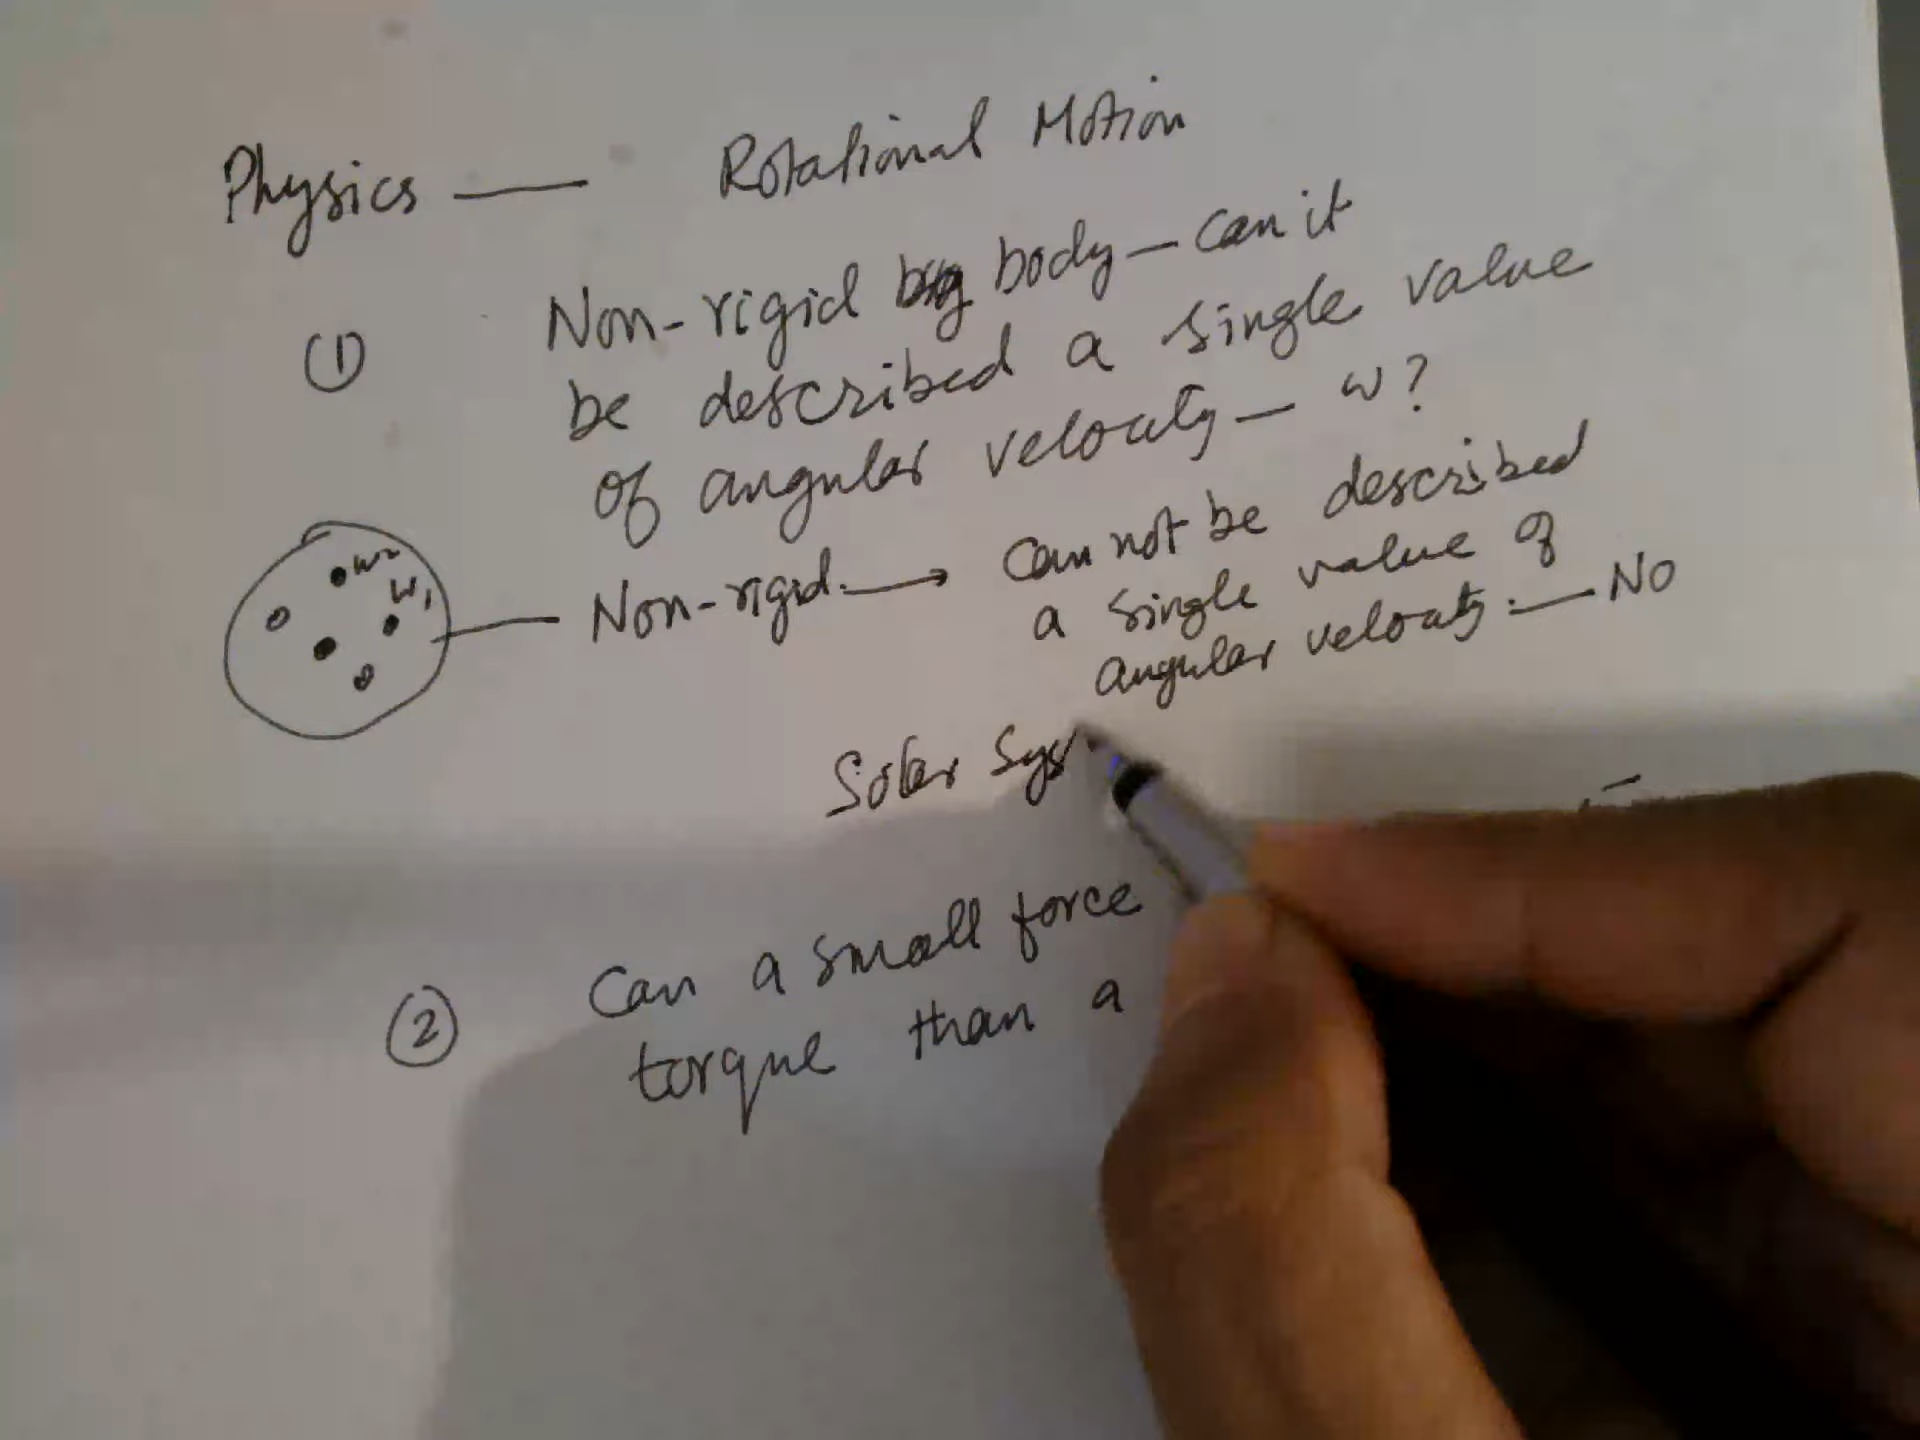 Physics — Rotational Motion
① Non-rigid body — can it
be described a single value
of angular velocity — ω?
ω₂
ω₁
Non-rigid. → can not be described
a single value of
angular velocity. — NO
Solar Sys
② Can a small force
torque than a